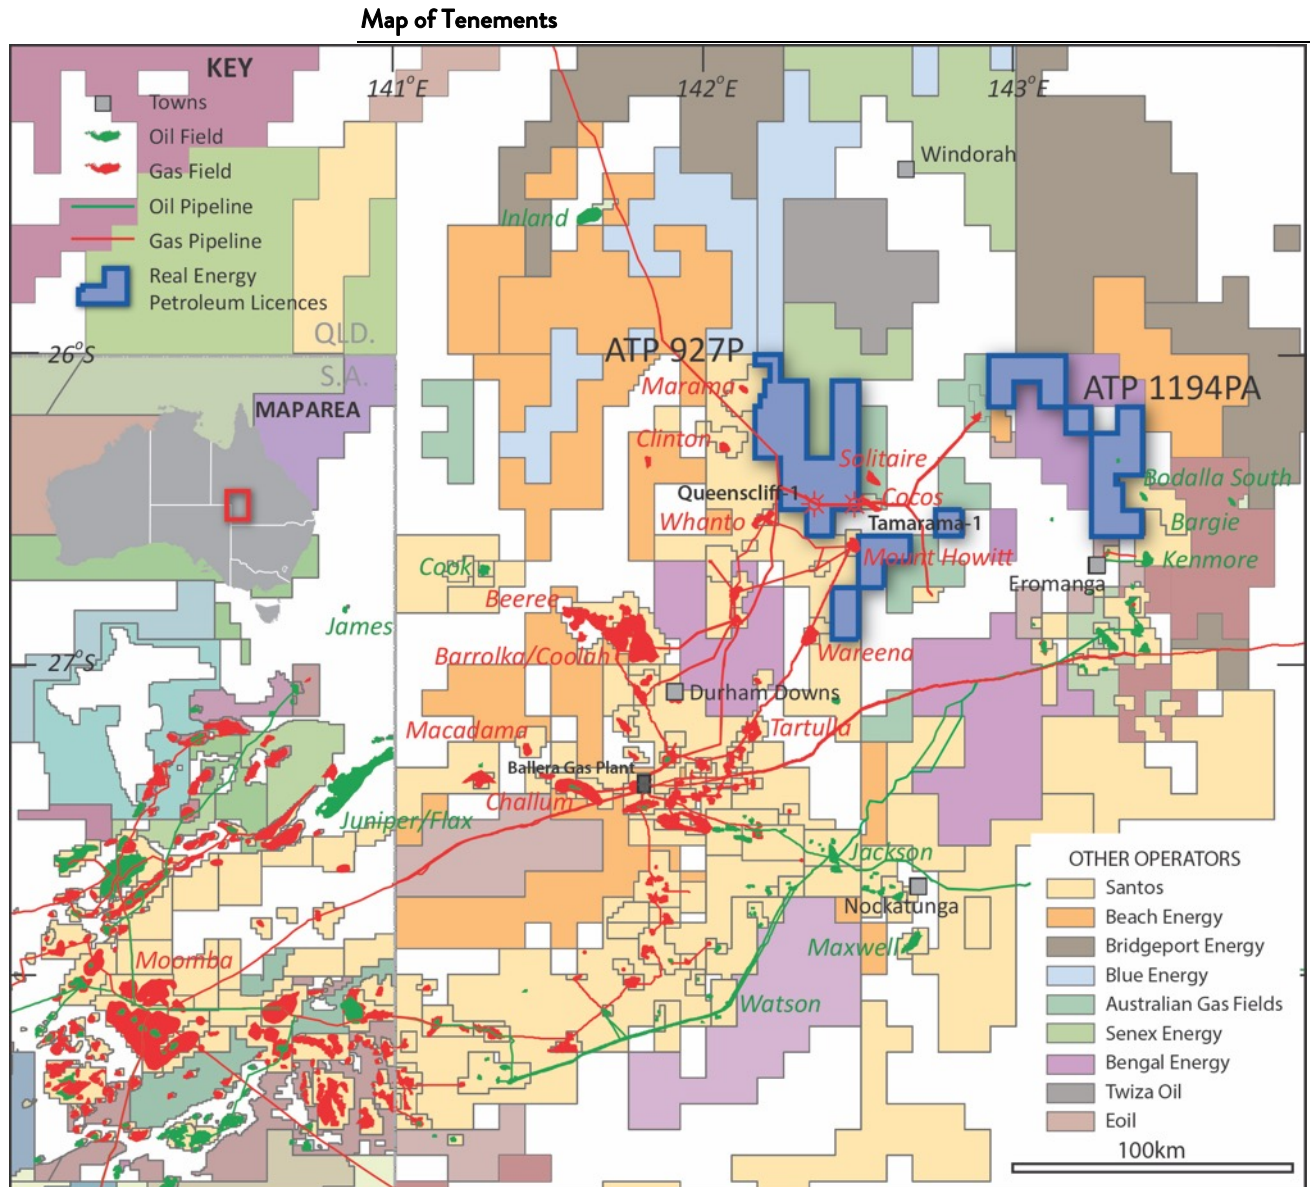 Map of Tenements
KEY
Towns
Oil Field
Gas Field
Oil Pipeline
Gas Pipeline
Real Energy
Petroleum Licences
141°E
142°E
143°E
Windorah
Inland
QLD.
26°S
S.A.
MAPAREA
ATP 927P
ATP 1194PA
Marama
Clinton
Solitaire
Bodalla South
Queenscliff-1
Cocos
Whanto
Tamarama-1
Bargie
Mount Howitt
Kenmore
Cook
Eromanga
Beeree
James
27°S
Barrolka/Coolah
Wareena
Durham Downs
Macadama
Tartulla
Ballera Gas Plant
Challum
Juniper/Flax
Jackson
Nockatunga
Maxwell
Moomba
Watson
OTHER OPERATORS
Santos
Beach Energy
Bridgeport Energy
Blue Energy
Australian Gas Fields
Senex Energy
Bengal Energy
Twiza Oil
Eoil
100km